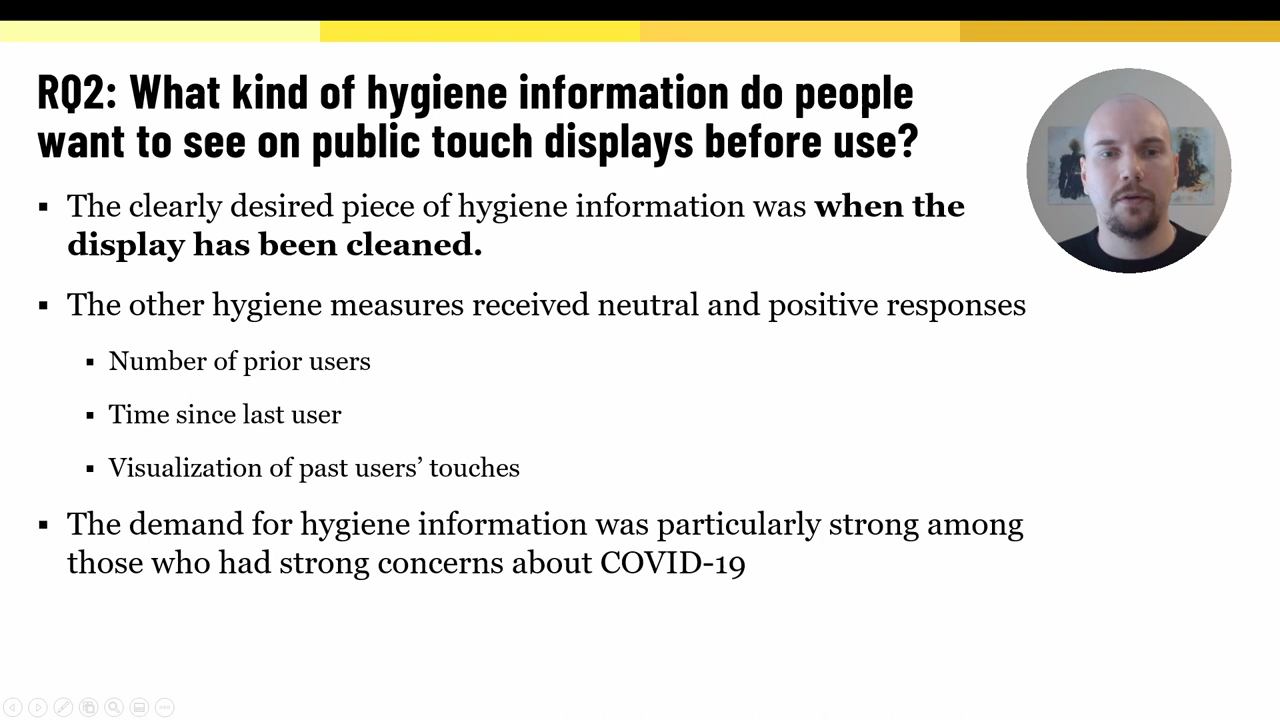 RQ2: What kind of hygiene information do people
want to see on public touch displays before use?
▪ The clearly desired piece of hygiene information was when the
display has been cleaned.
▪ The other hygiene measures received neutral and positive responses
▪ Number of prior users
▪ Time since last user
▪ Visualization of past users’ touches
▪ The demand for hygiene information was particularly strong among
those who had strong concerns about COVID-19